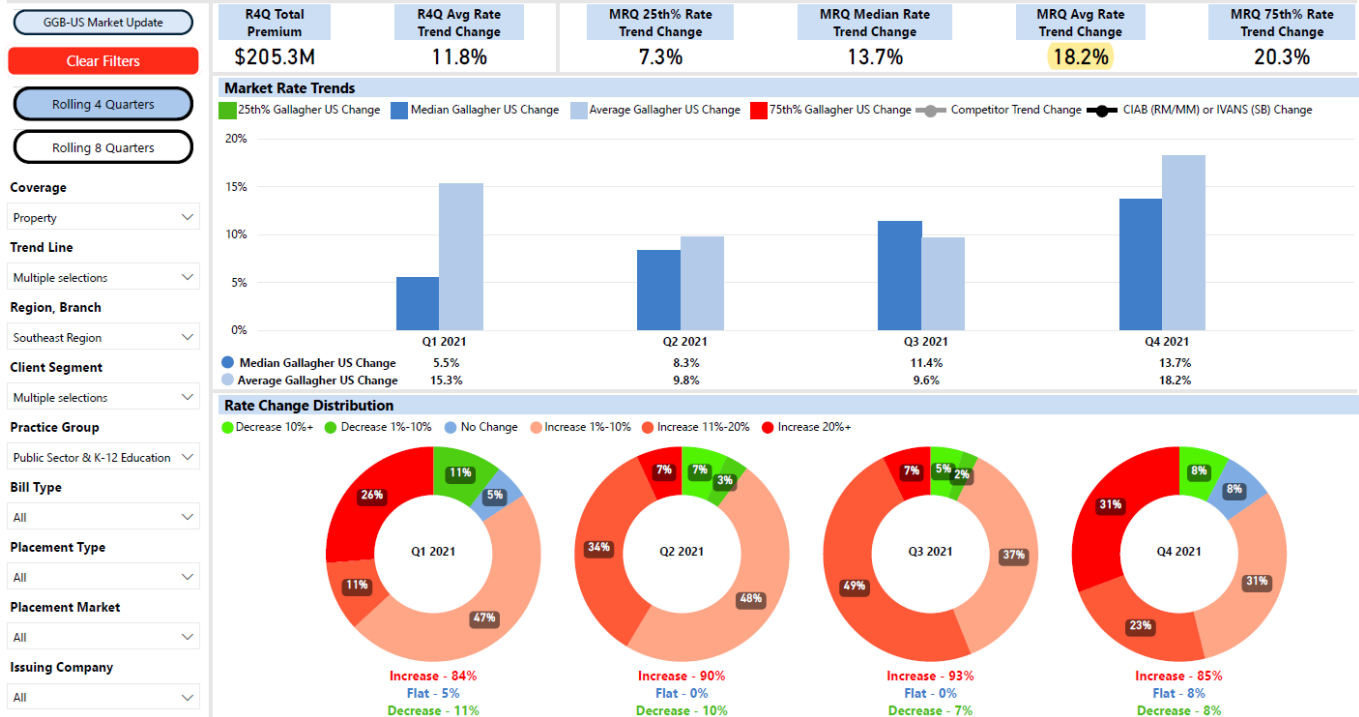 GGB-US Market Update
Clear Filters
Rolling 4 Quarters
Rolling 8 Quarters
Coverage
Property
Trend Line
Multiple selections
Region, Branch
Southeast Region
Client Segment
Multiple selections
Practice Group
Public Sector & K-12 Education
Bill Type
All
Placement Type
All
Placement Market
All
Issuing Company
All
R4Q Total
Premium
$205.3M
R4Q Avg Rate
Trend Change
11.8%
MRQ 25th% Rate
Trend Change
7.3%
MRQ Median Rate
Trend Change
13.7%
MRQ Avg Rate
Trend Change
18.2%
MRQ 75th% Rate
Trend Change
20.3%
Market Rate Trends
25th% Gallagher US Change Median Gallagher US Change Average Gallagher US Change 75th% Gallagher US Change Competitor Trend Change CIAB (RM/MM) or IVANS (SB) Change
20%
15%
10%
5%
0%
Q1 2021 Q2 2021 Q3 2021 Q4 2021
Median Gallagher US Change 5.5% 8.3% 11.4% 13.7%
Average Gallagher US Change 15.3% 9.8% 9.6% 18.2%
Rate Change Distribution
Decrease 10%+ Decrease 1%-10% No Change Increase 1%-10% Increase 11%-20% Increase 20%+
11%
5%
47%
11%
26%
Q1 2021
Increase - 84%
Flat - 5%
Decrease - 11%
7%
3%
48%
34%
7%
Q2 2021
Increase - 90%
Flat - 0%
Decrease - 10%
5%
2%
37%
49%
7%
Q3 2021
Increase - 93%
Flat - 0%
Decrease - 7%
8%
8%
31%
23%
31%
Q4 2021
Increase - 85%
Flat - 8%
Decrease - 8%